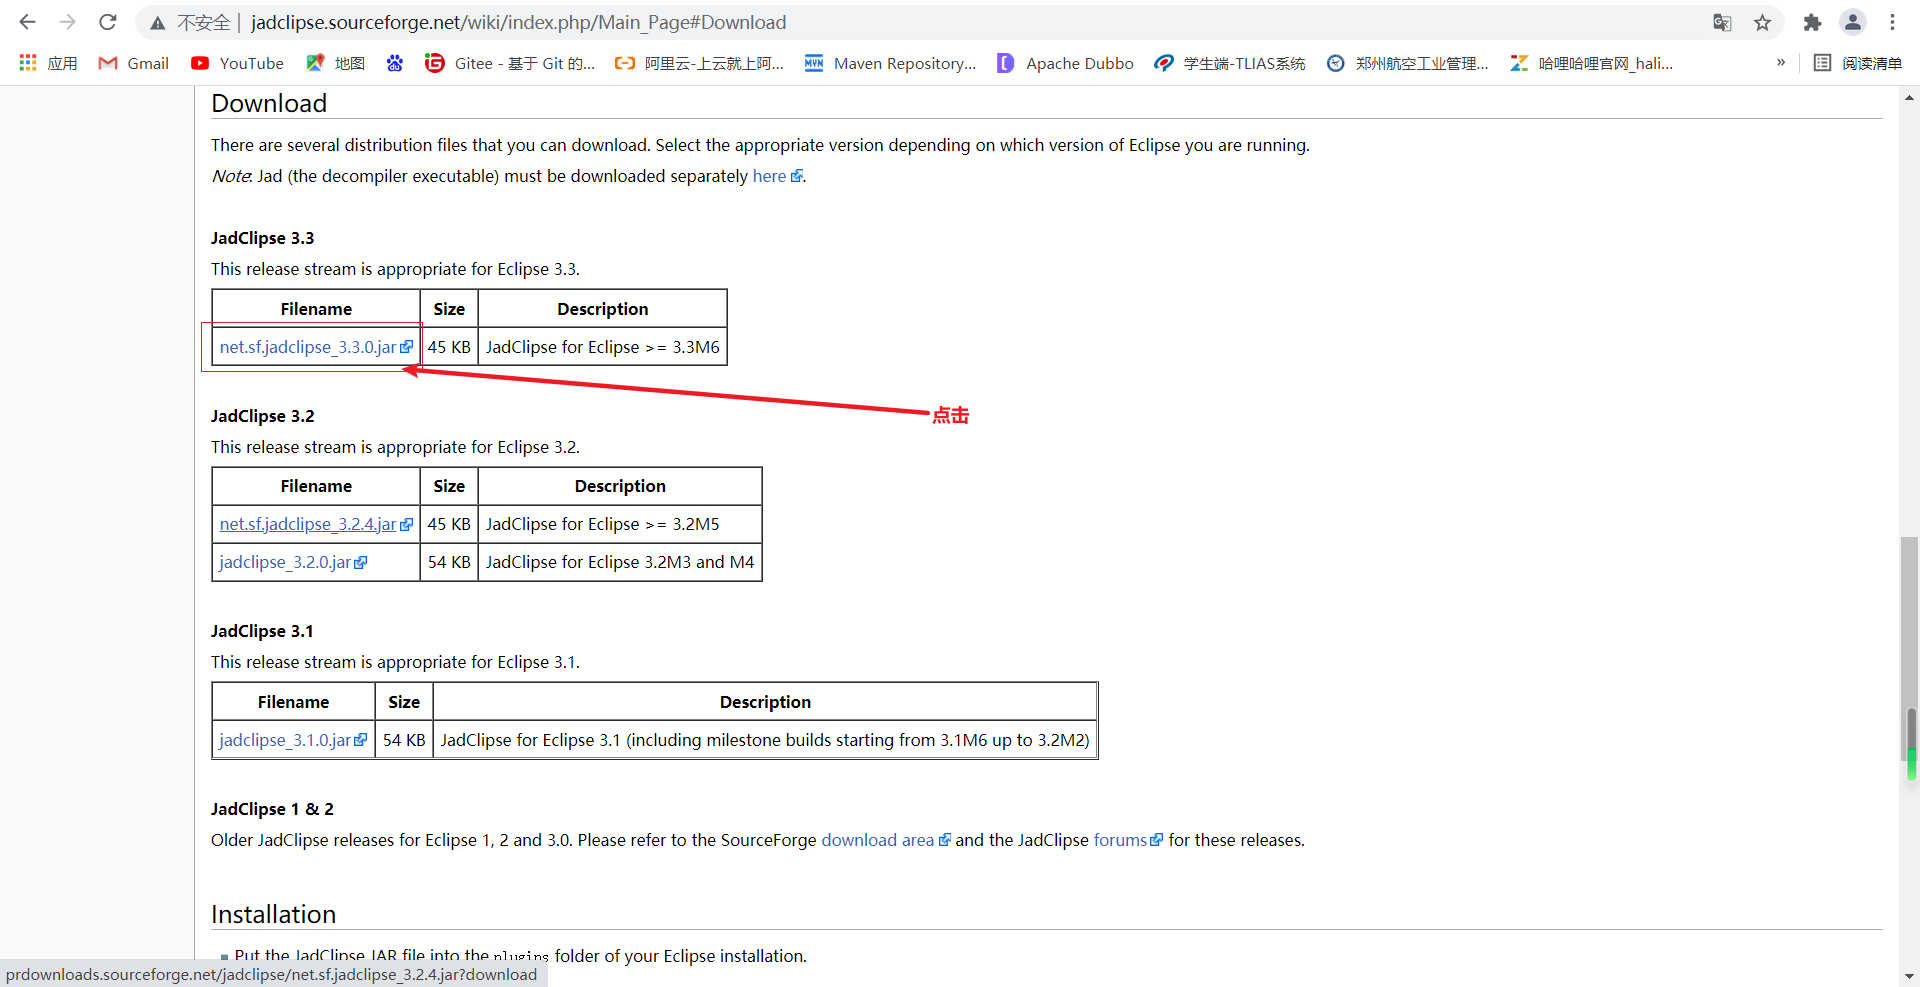 不安全 | jadclipse.sourceforge.net/wiki/index.php/Main_Page#Download
应用 Gmail YouTube 地图 Gitee - 基于 Git 的... 阿里云-上云就上阿... MVN Maven Repository... Apache Dubbo 学生端-TLIAS系统 郑州航空工业管理... 哈哩哈哩官网_hali... » 阅读清单
Download
There are several distribution files that you can download. Select the appropriate version depending on which version of Eclipse you are running.
Note: Jad (the decompiler executable) must be downloaded separately here.
JadClipse 3.3
This release stream is appropriate for Eclipse 3.3.
Filename Size Description
net.sf.jadclipse_3.3.0.jar 45 KB JadClipse for Eclipse >= 3.3M6
点击
JadClipse 3.2
This release stream is appropriate for Eclipse 3.2.
Filename Size Description
net.sf.jadclipse_3.2.4.jar 45 KB JadClipse for Eclipse >= 3.2M5
jadclipse_3.2.0.jar 54 KB JadClipse for Eclipse 3.2M3 and M4
JadClipse 3.1
This release stream is appropriate for Eclipse 3.1.
Filename Size Description
jadclipse_3.1.0.jar 54 KB JadClipse for Eclipse 3.1 (including milestone builds starting from 3.1M6 up to 3.2M2)
JadClipse 1 & 2
Older JadClipse releases for Eclipse 1, 2 and 3.0. Please refer to the SourceForge download area and the JadClipse forums for these releases.
Installation
Put the JadClipse JAR file into the plugins folder of your Eclipse installation.
prdownloads.sourceforge.net/jadclipse/net.sf.jadclipse_3.2.4.jar?download